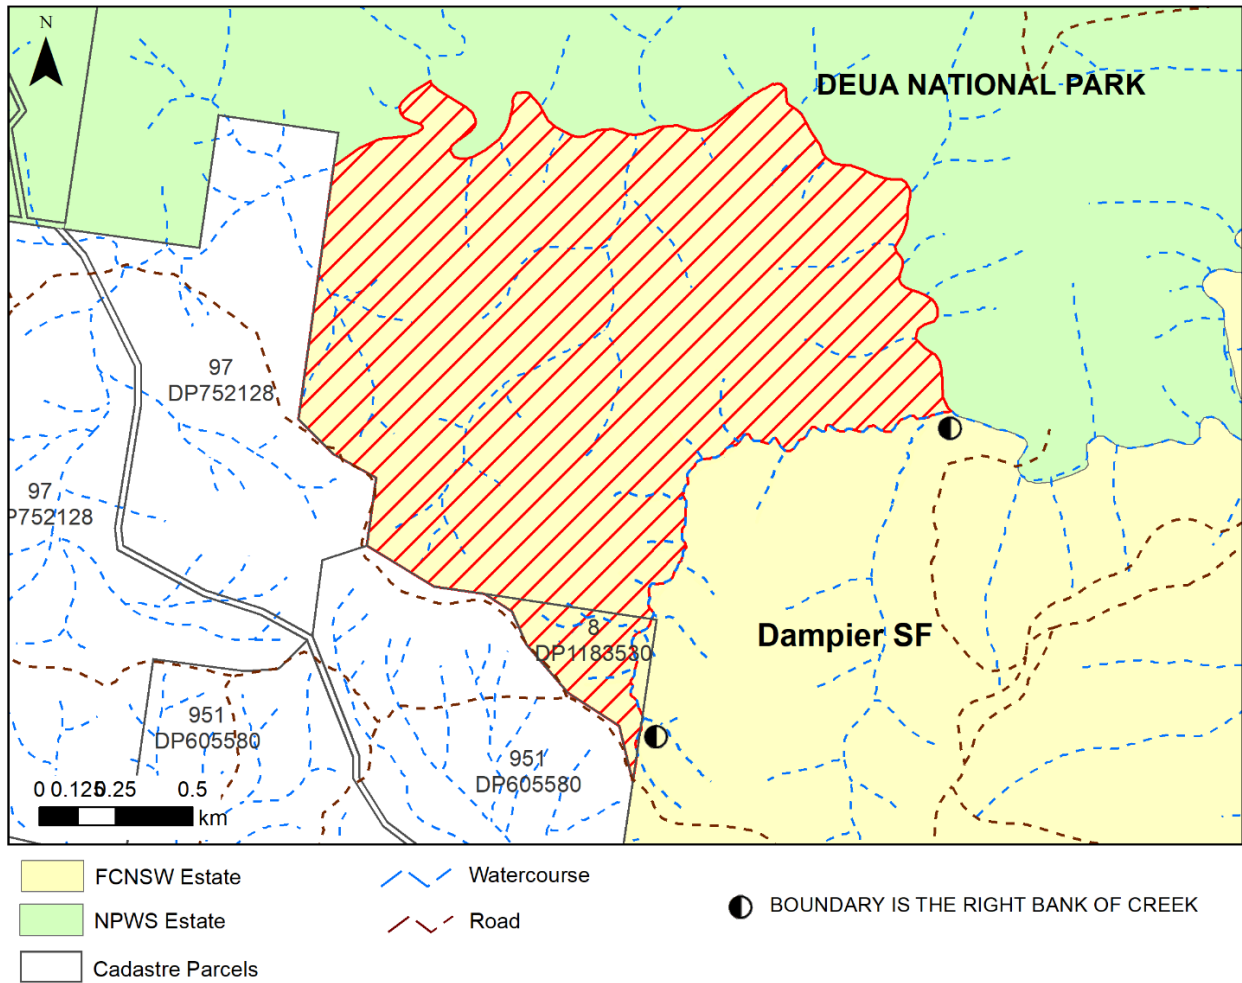 N
DEUA NATIONAL PARK
97
DP752128
97
P752128
8
DP1183530
Dampier SF
951
DP605580
951
DP605580
0 0.125 0.25 0.5
km
FCNSW Estate
Watercourse
BOUNDARY IS THE RIGHT BANK OF CREEK
NPWS Estate
Road
Cadastre Parcels